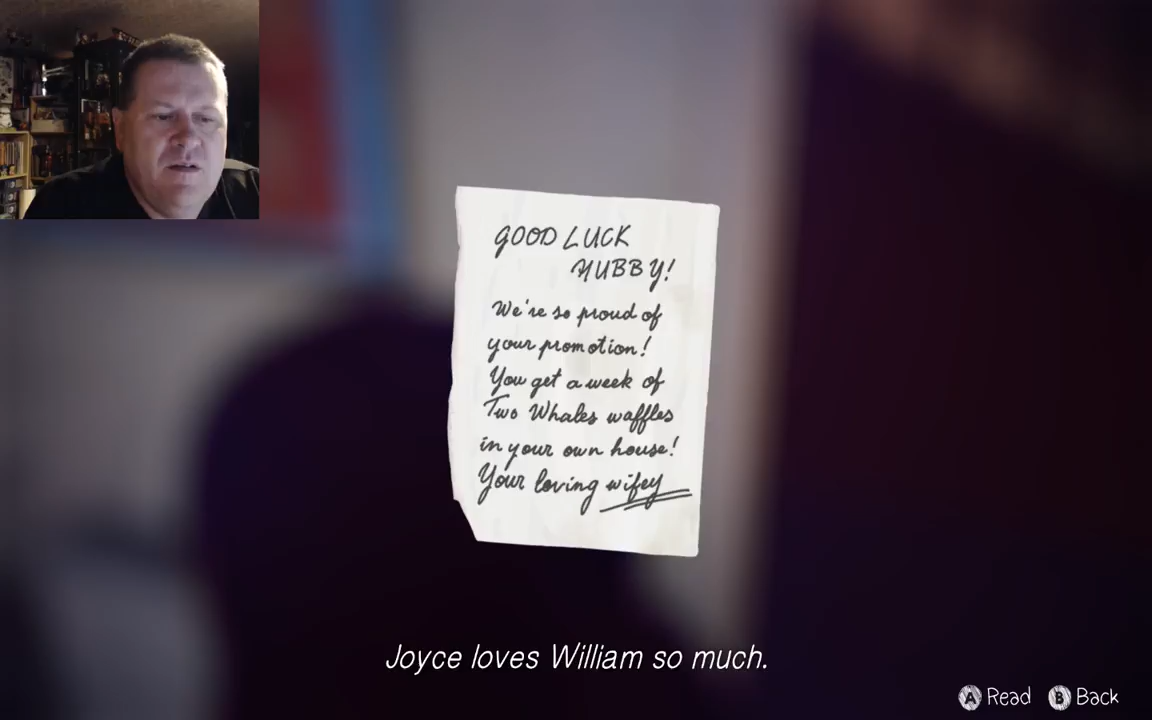 GOOD LUCK
HUBBY!
We're so proud of
your promotion!
You get a week of
Two Whales waffles
in your own house!
Your loving wifey
Joyce loves William so much.
A Read B Back